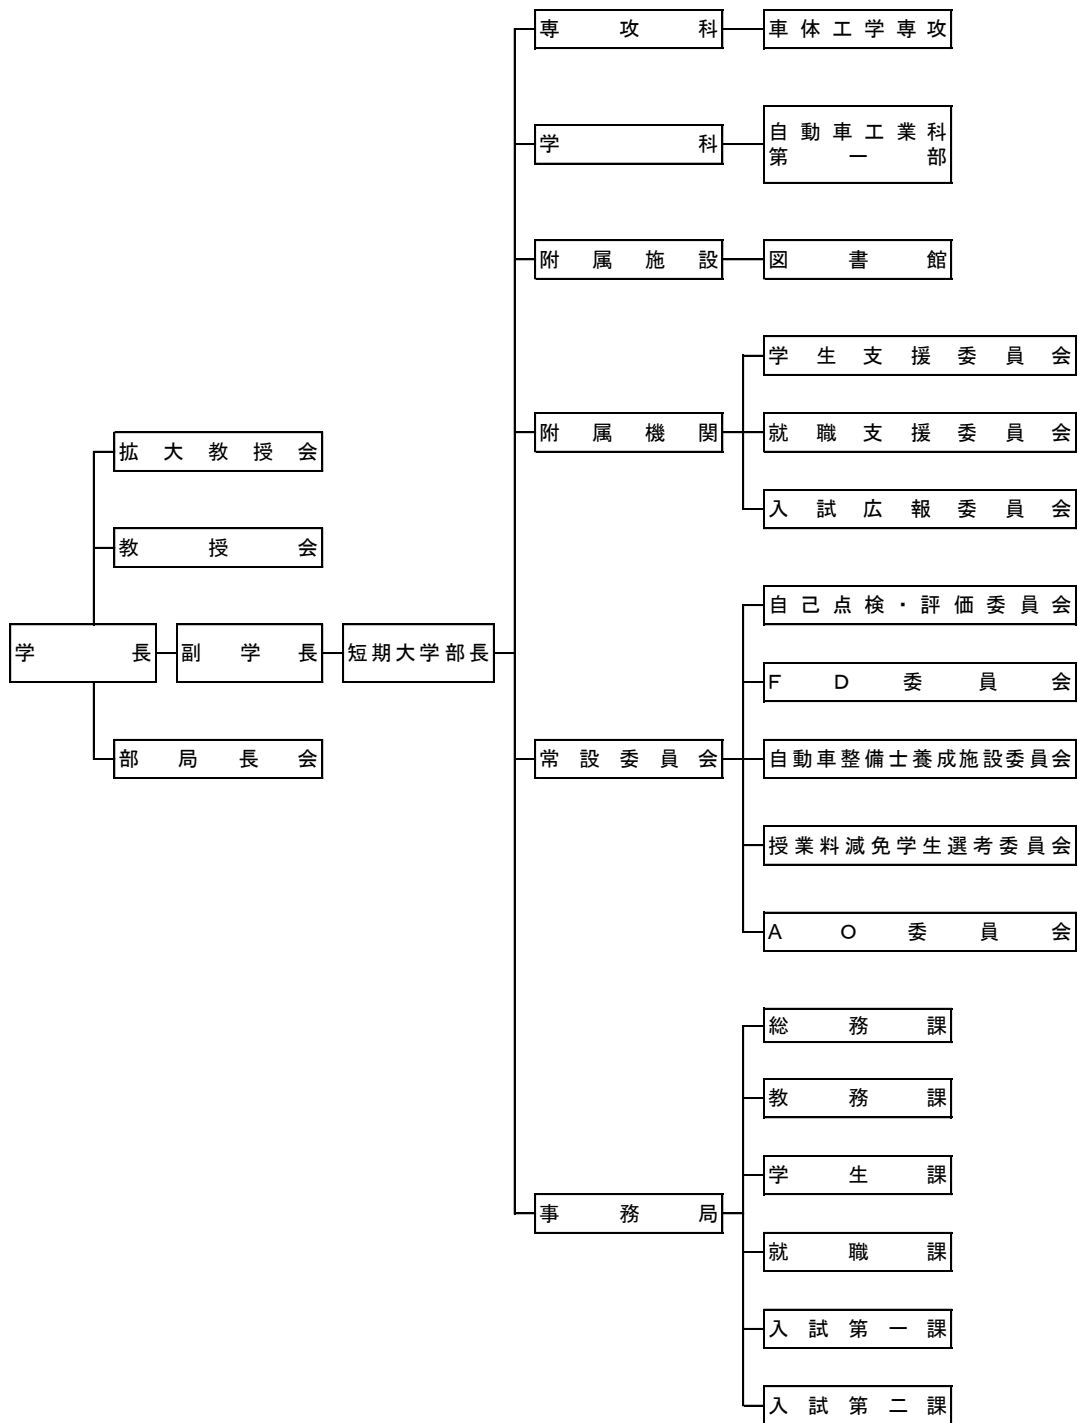 専攻科
車体工学専攻
学科
自動車工業科
第一部
附属施設
図書館
学生支援委員会
附属機関
就職支援委員会
入試広報委員会
拡大教授会
教授会
学長
副学長
短期大学部長
部局長会
自己点検・評価委員会
FD委員会
常設委員会
自動車整備士養成施設委員会
授業料減免学生選考委員会
AO委員会
総務課
教務課
学生課
事務局
就職課
入試第一課
入試第二課